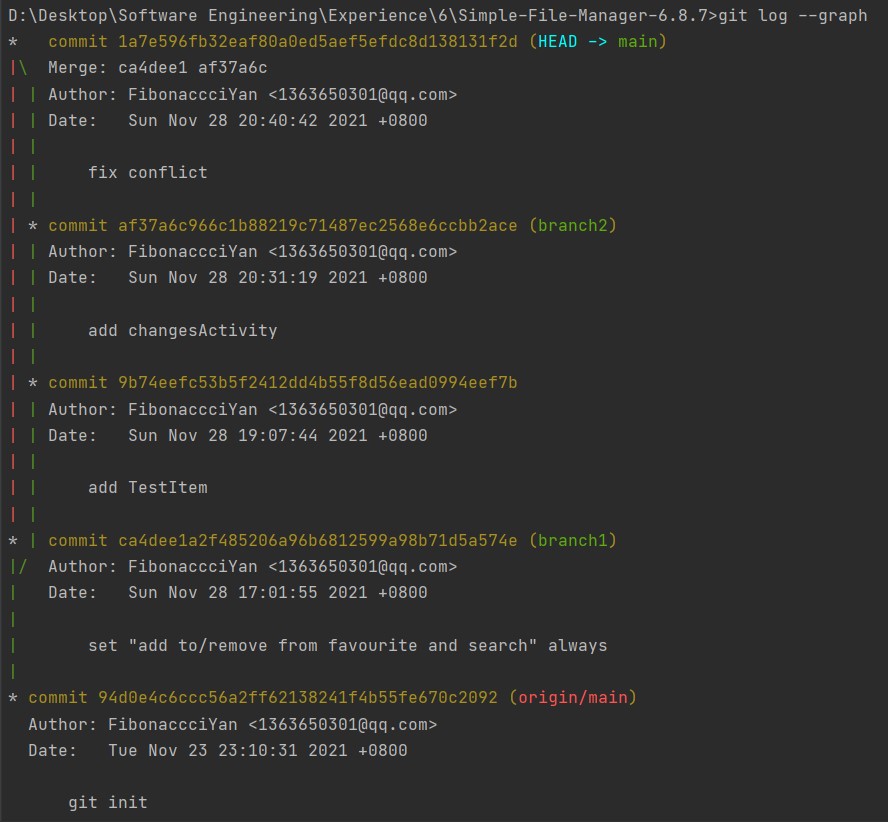 D:\Desktop\Software Engineering\Experience\6\Simple-File-Manager-6.8.7>git log --graph
*   commit 1a7e596fb32eaf80a0ed5aef5efdc8d138131f2d (HEAD -> main)
|\  Merge: ca4dee1 af37a6c
| | Author: FibonaccciYan <1363650301@qq.com>
| | Date:   Sun Nov 28 20:40:42 2021 +0800
| |
| |     fix conflict
| |
| * commit af37a6c966c1b88219c71487ec2568e6ccbb2ace (branch2)
| | Author: FibonaccciYan <1363650301@qq.com>
| | Date:   Sun Nov 28 20:31:19 2021 +0800
| |
| |     add changesActivity
| |
| * commit 9b74eefc53b5f2412dd4b55f8d56ead0994eef7b
| | Author: FibonaccciYan <1363650301@qq.com>
| | Date:   Sun Nov 28 19:07:44 2021 +0800
| |
| |     add TestItem
| |
* | commit ca4dee1a2f485206a96b6812599a98b71d5a574e (branch1)
|/  Author: FibonaccciYan <1363650301@qq.com>
|   Date:   Sun Nov 28 17:01:55 2021 +0800
|
|       set "add to/remove from favourite and search" always
|
* commit 94d0e4c6ccc56a2ff62138241f4b55fe670c2092 (origin/main)
  Author: FibonaccciYan <1363650301@qq.com>
  Date:   Tue Nov 23 23:10:31 2021 +0800

      git init